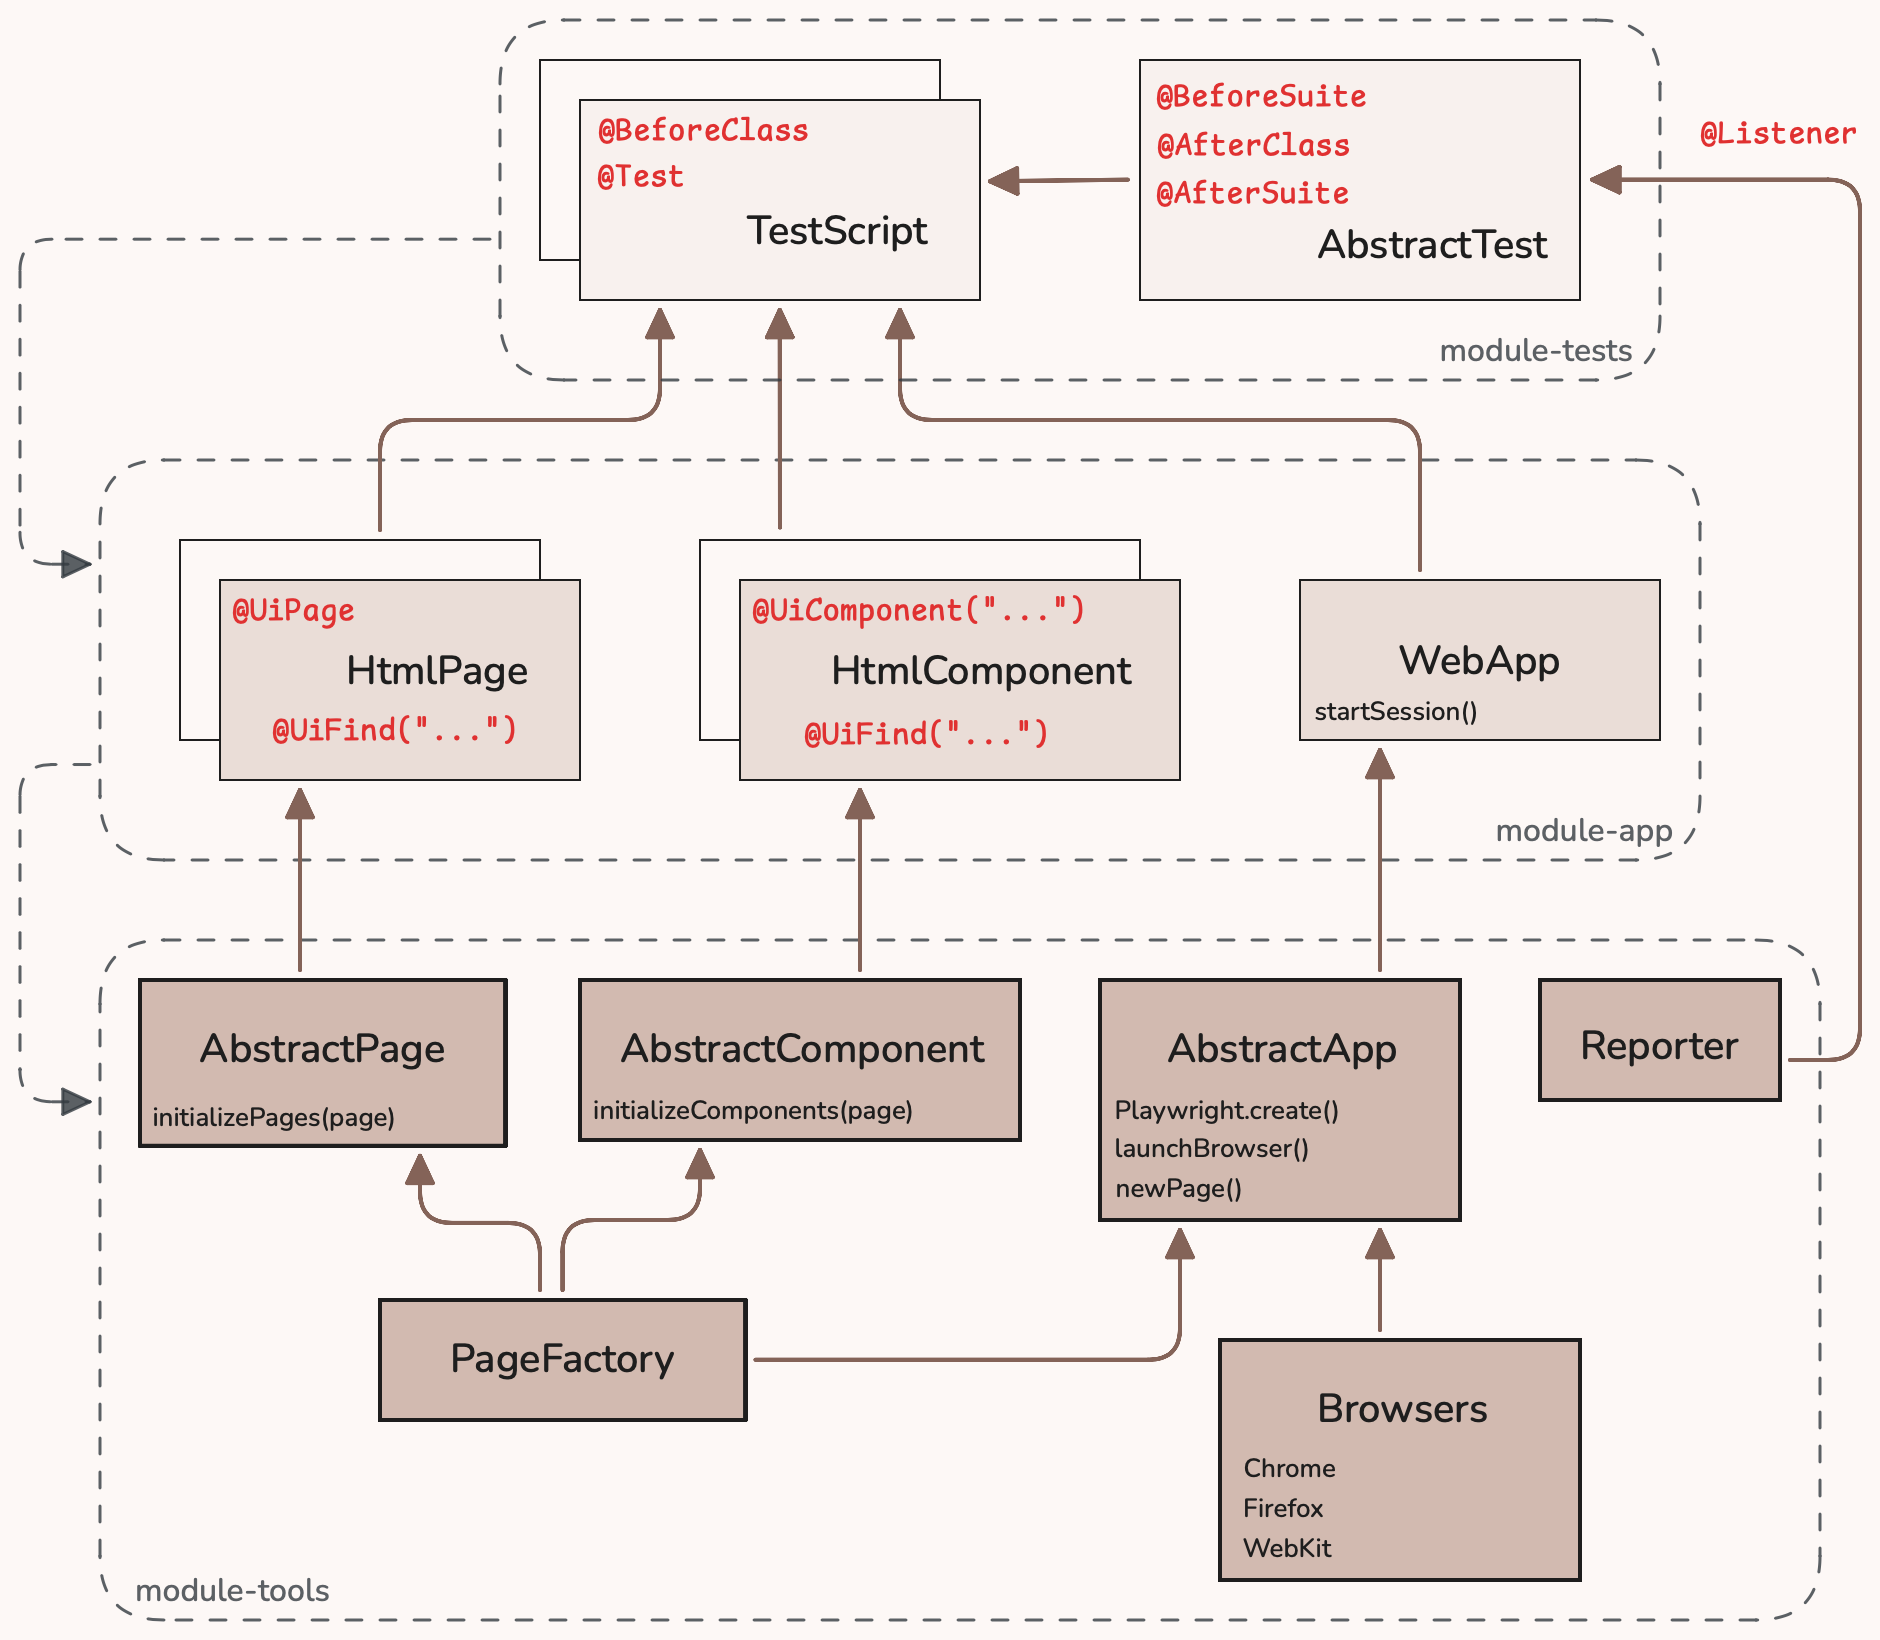 @BeforeClass
@Test
TestScript
@BeforeSuite
@AfterClass
@AfterSuite
AbstractTest
@Listener
module-tests
@UiPage
HtmlPage
@UiFind("...")
@UiComponent("...")
HtmlComponent
@UiFind("...")
WebApp
startSession()
module-app
AbstractPage
initializePages(page)
AbstractComponent
initializeComponents(page)
AbstractApp
Playwright.create()
launchBrowser()
newPage()
Reporter
PageFactory
Browsers
Chrome
Firefox
WebKit
module-tools